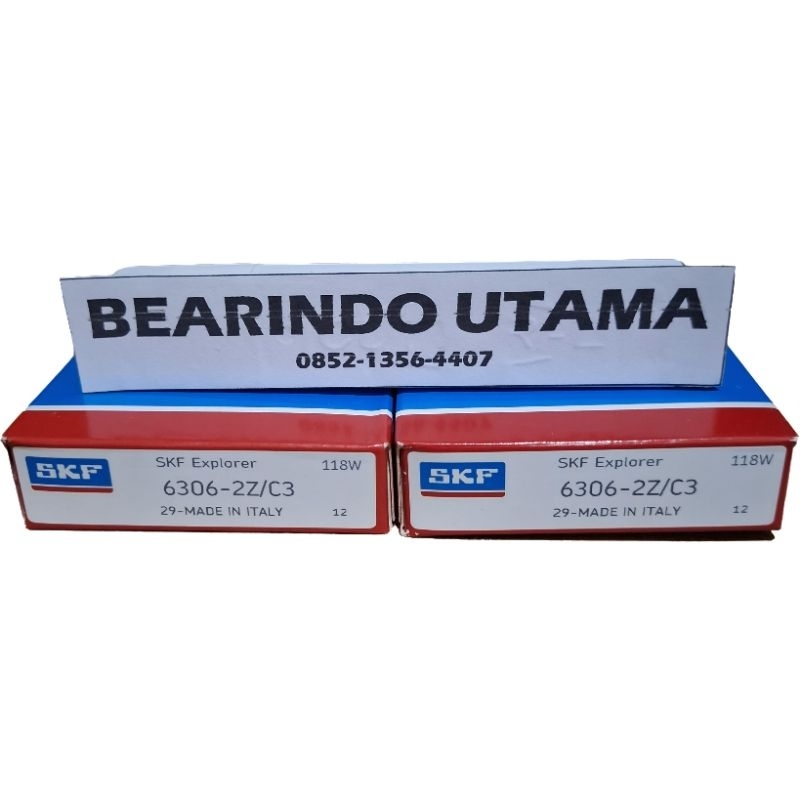 BEARINDO UTAMA
0852-1356-4407
SKF
SKF Explorer
118W
6306-2Z/C3
29-MADE IN ITALY
12
SKF
SKF Explorer
118W
6306-2Z/C3
29-MADE IN ITALY
12